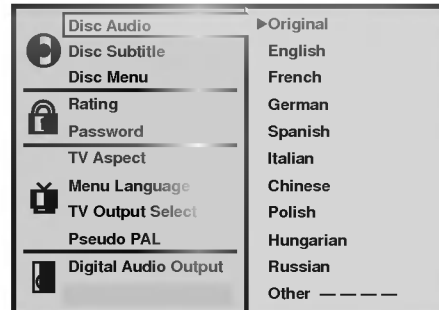 Disc Audio
Disc Subtitle
Disc Menu
Rating
Password
TV Aspect
Menu Language
TV Output Select
Pseudo PAL
Digital Audio Output
▶Original
English
French
German
Spanish
Italian
Chinese
Polish
Hungarian
Russian
Other — — — —